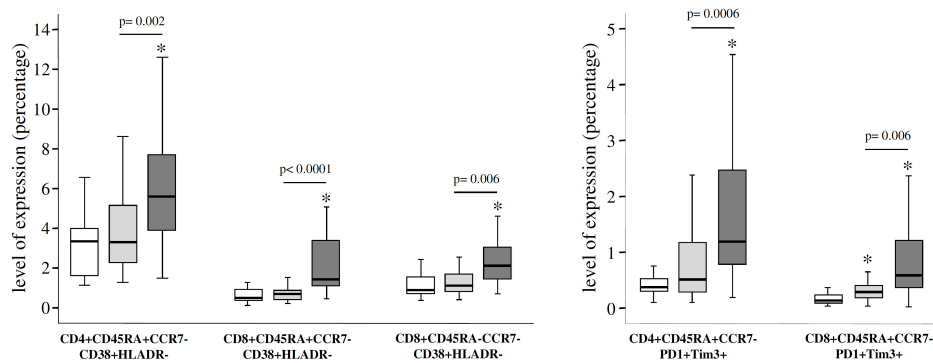 p= 0.002
*
14
12
10
8
6
4
2
0
level of expression (percentage)
p< 0.0001
*
p= 0.006
*
CD4+CD45RA+CCR7-
CD38+HLADR-
CD8+CD45RA+CCR7-
CD38+HLADR-
CD8+CD45RA-CCR7-
CD38+HLADR-
p= 0.0006
*
5
4
3
2
1
0
level of expression (percentage)
p= 0.006
*
*
CD4+CD45RA+CCR7-
PD1+Tim3+
CD8+CD45RA+CCR7-
PD1+Tim3+